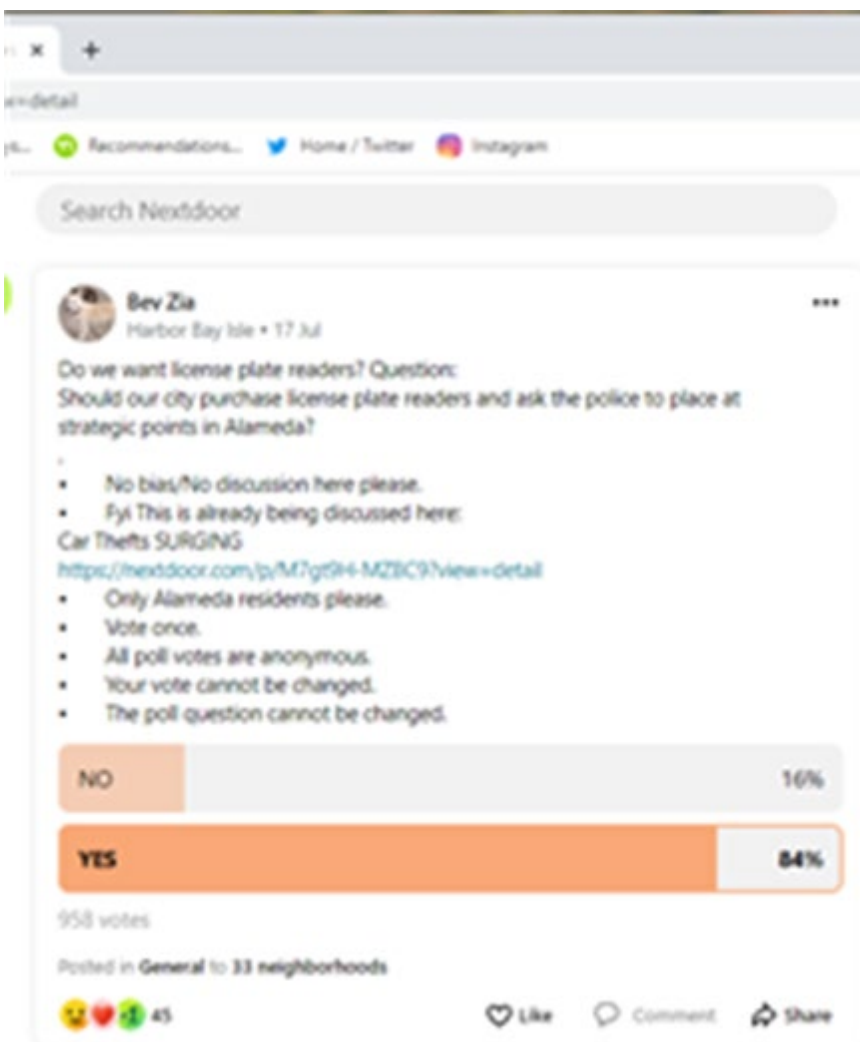 =detail
Recommendations... Home / Twitter Instagram
Search Nextdoor
Bev Zia
Harbor Bay Isle • 17 Jul
Do we want license plate readers? Question:
Should our city purchase license plate readers and ask the police to place at
strategic points in Alameda?
.
• No bias/No discussion here please.
• Fyi This is already being discussed here:
Car Thefts SURGING
• Only Alameda residents please.
• Vote once.
• All poll votes are anonymous.
• Your vote cannot be changed.
• The poll question cannot be changed.
NO 16%
YES 84%
958 votes
Posted in General to 33 neighborhoods
45 Like Comment Share